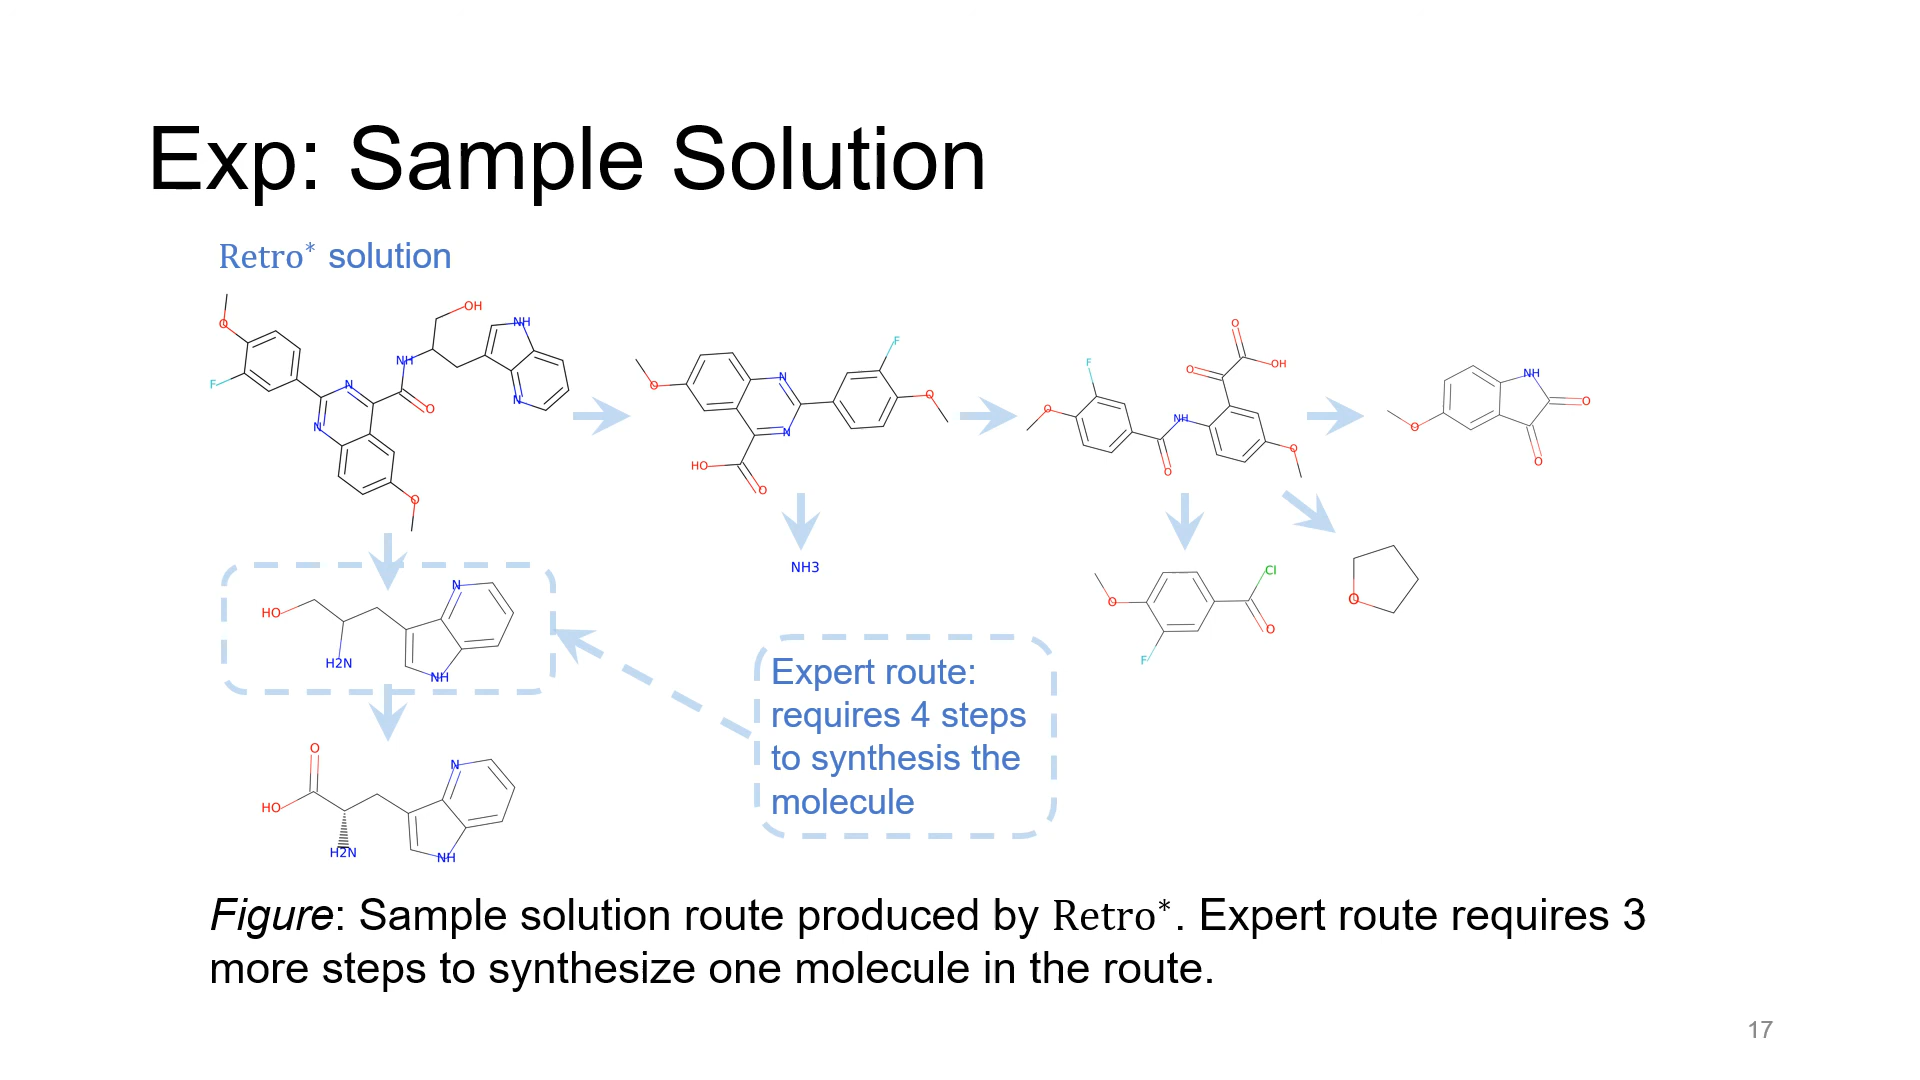 Exp: Sample Solution
Retro* solution
O
F
N
N
NH
O
OH
NH
N
O
O
N
N
F
O
HO
O
F
O
O
NH
O
O
OH
O
NH
O
O
O
NH3
HO
H2N
N
NH
Cl
O
O
F
O
Expert route:
requires 4 steps
to synthesis the
molecule
O
HO
H2N
N
NH
Figure: Sample solution route produced by Retro*. Expert route requires 3
more steps to synthesize one molecule in the route.
17